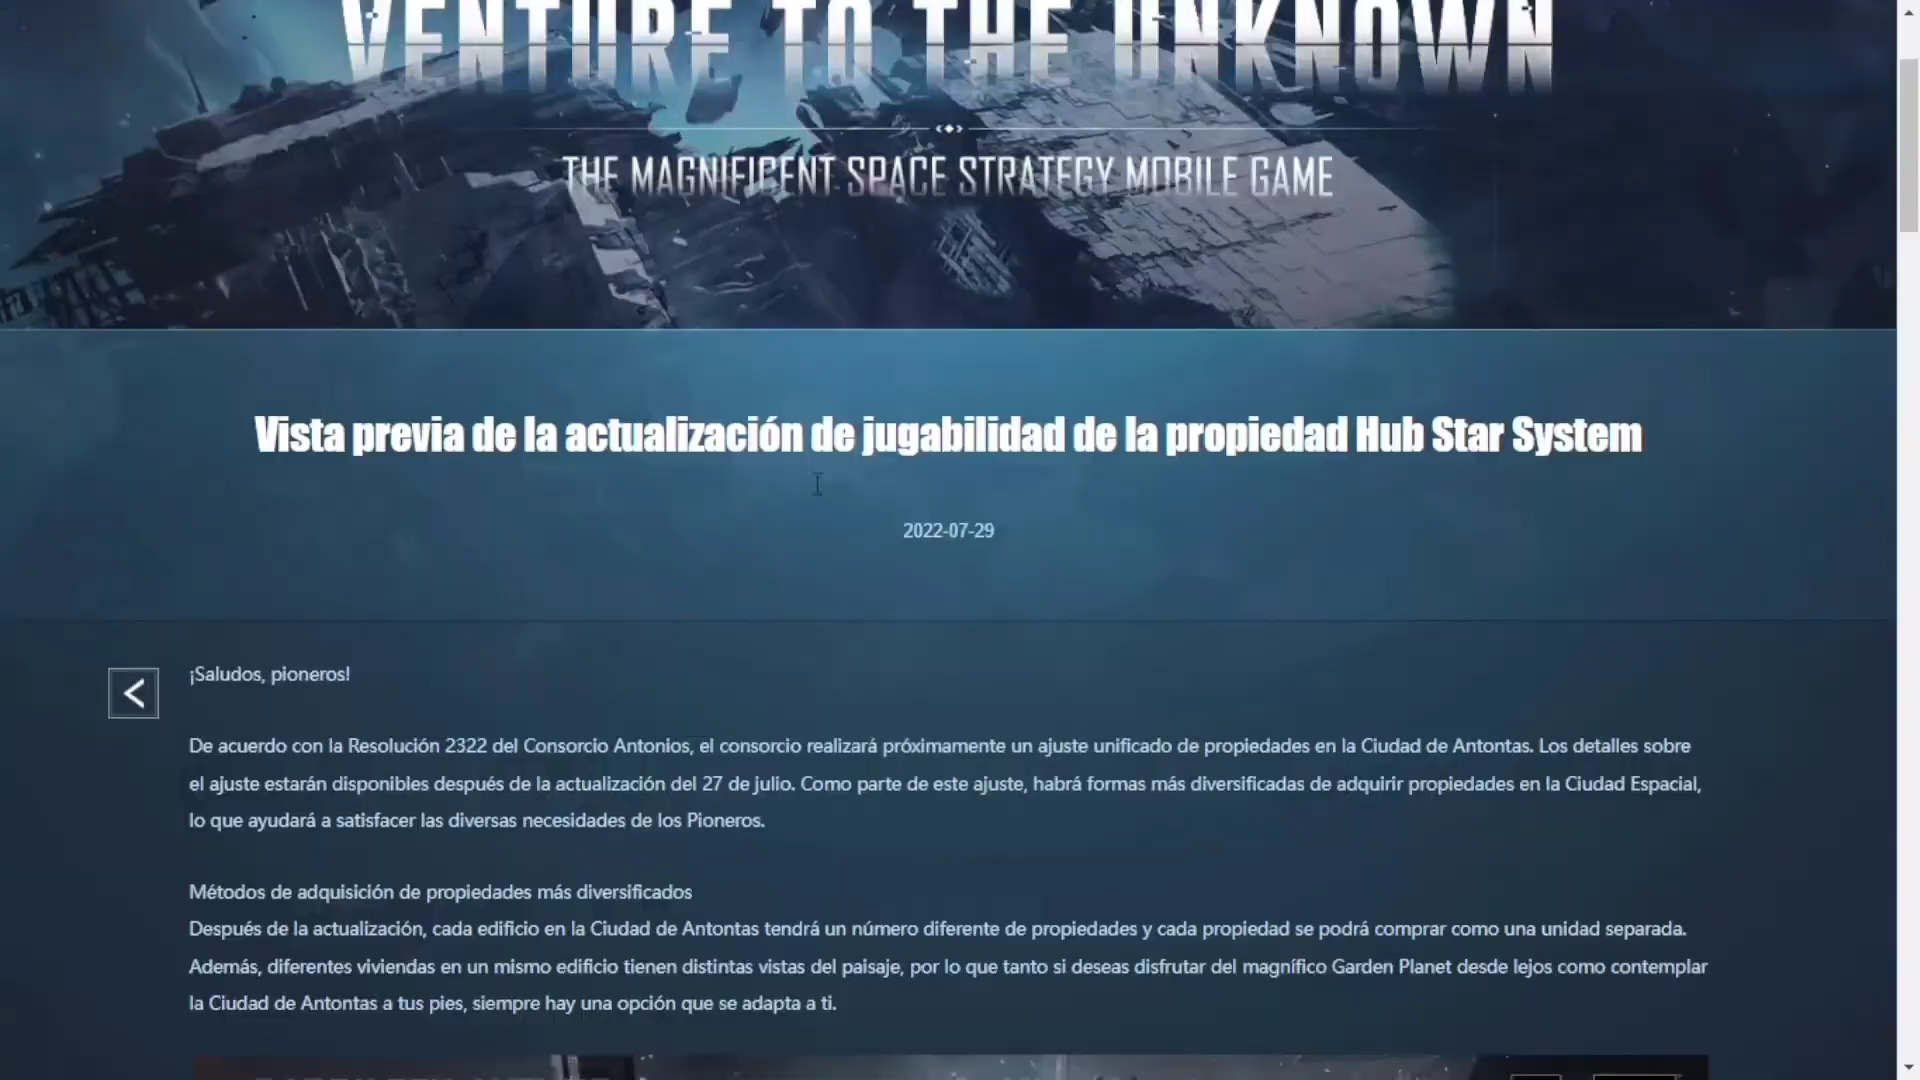 VENTURE TO THE UNKNOWN
THE MAGNIFICENT SPACE STRATEGY MOBILE GAME
Vista previa de la actualización de jugabilidad de la propiedad Hub Star System
2022-07-29
¡Saludos, pioneros!
De acuerdo con la Resolución 2322 del Consorcio Antonios, el consorcio realizará próximamente un ajuste unificado de propiedades en la Ciudad de Antontas. Los detalles sobre
el ajuste estarán disponibles después de la actualización del 27 de julio. Como parte de este ajuste, habrá formas más diversificadas de adquirir propiedades en la Ciudad Espacial,
lo que ayudará a satisfacer las diversas necesidades de los Pioneros.
Métodos de adquisición de propiedades más diversificados
Después de la actualización, cada edificio en la Ciudad de Antontas tendrá un número diferente de propiedades y cada propiedad se podrá comprar como una unidad separada.
Además, diferentes viviendas en un mismo edificio tienen distintas vistas del paisaje, por lo que tanto si deseas disfrutar del magnífico Garden Planet desde lejos como contemplar
la Ciudad de Antontas a tus pies, siempre hay una opción que se adapta a ti.